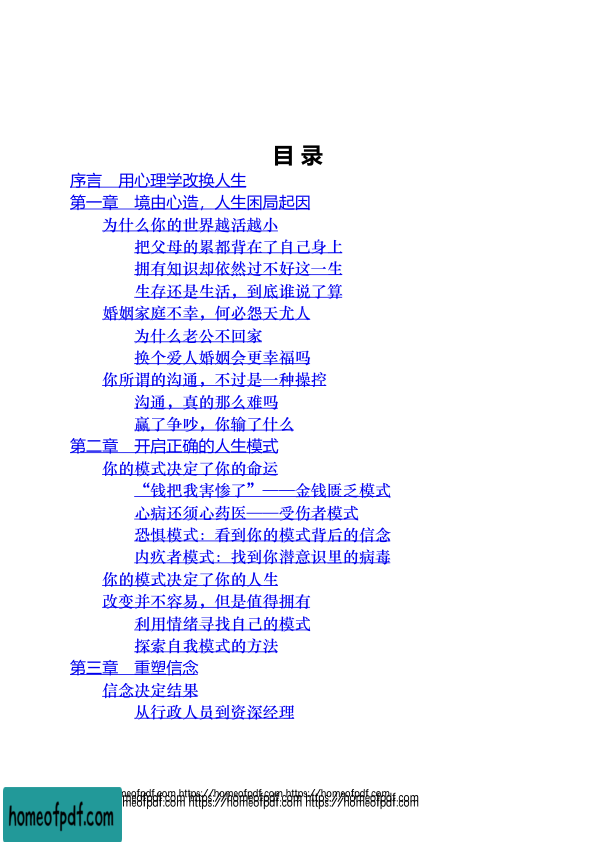 目 录
序言　用心理学改换人生
第一章　境由心造，人生困局起因
为什么你的世界越活越小
把父母的累都背在了自己身上
拥有知识却依然过不好这一生
生存还是生活，到底谁说了算
婚姻家庭不幸，何必怨天尤人
为什么老公不回家
换个爱人婚姻会更幸福吗
你所谓的沟通，不过是一种操控
沟通，真的那么难吗
赢了争吵，你输了什么
第二章　开启正确的人生模式
你的模式决定了你的命运
“钱把我害惨了”——金钱匮乏模式
心病还须心药医——受伤者模式
恐惧模式：看到你的模式背后的信念
内疚者模式：找到你潜意识里的病毒
你的模式决定了你的人生
改变并不容易，但是值得拥有
利用情绪寻找自己的模式
探索自我模式的方法
第三章　重塑信念
信念决定结果
从行政人员到资深经理
homeofpdf.com https://homeofpdf.com https://homeofpdf.com
homeofpdf.com https://homeofpdf.com https://homeofpdf.com
homeofpdf.com